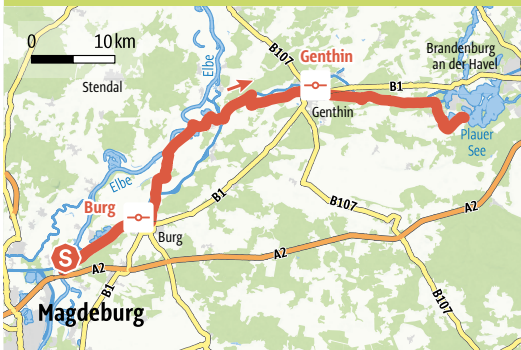 0 10 km
Elbe
B107
Genthin
Brandenburg
an der Havel
Stendal
B1
Genthin
Plauer
See
Elbe
B1
Burg
B107
A2
Burg
A2
S
A2
B1
B107
Magdeburg